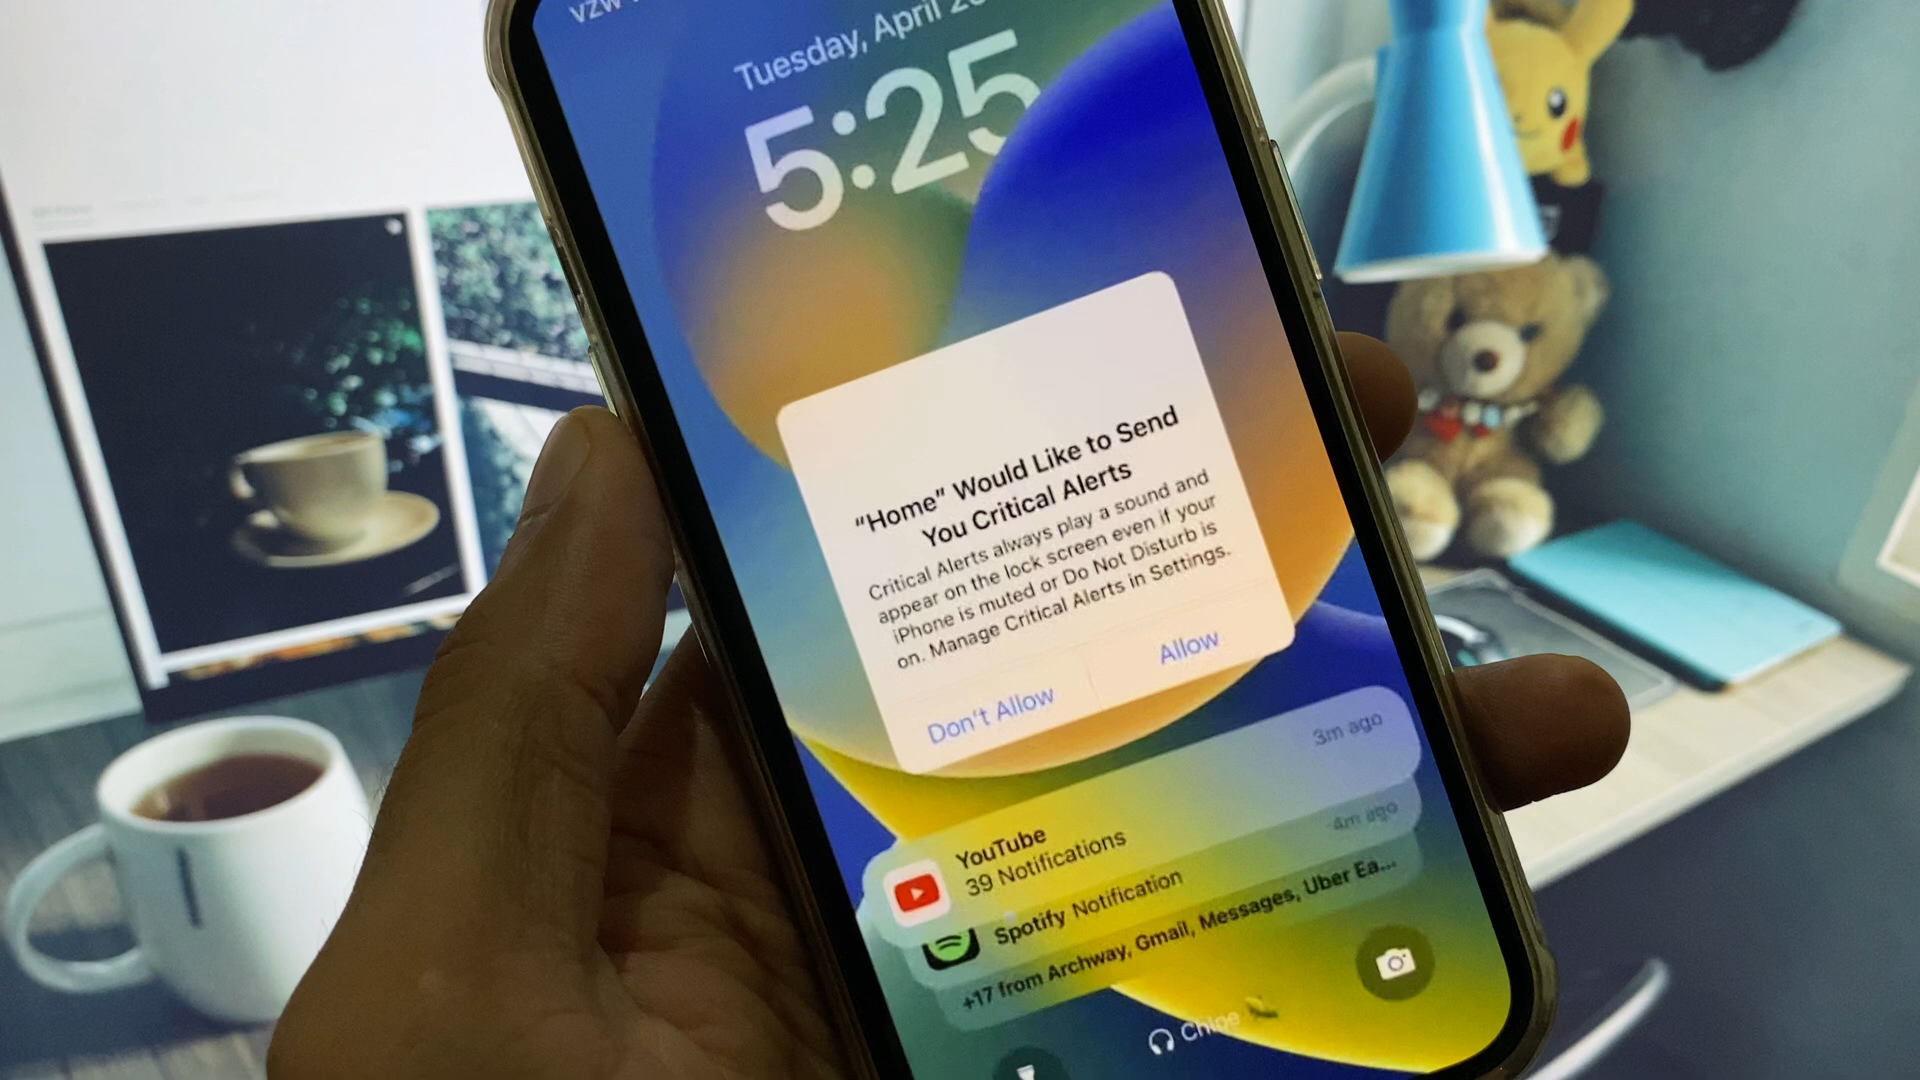 vzw
Tuesday, April
5:25
“Home” Would Like to Send
You Critical Alerts
Critical Alerts always play a sound and
appear on the lock screen even if your
iPhone is muted or Do Not Disturb is
on. Manage Critical Alerts in Settings.
Don’t Allow
Allow
3m ago
YouTube
39 Notifications
4m ago
Spotify Notification
+17 from Archway, Gmail, Messages, Uber Ea...